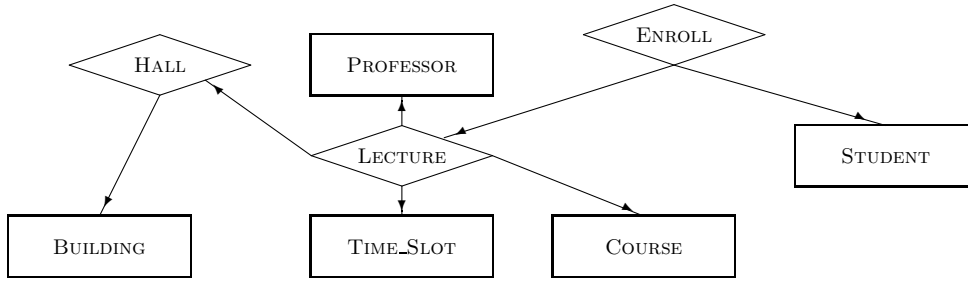 ENROLL
HALL
PROFESSOR
LECTURE
STUDENT
BUILDING
TIME_SLOT
COURSE